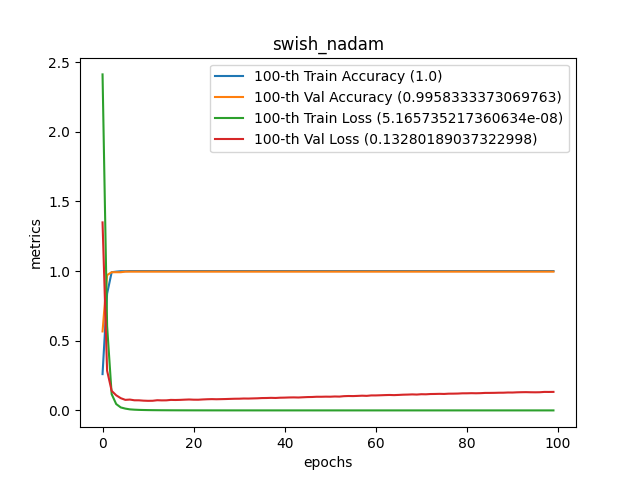 swish_nadam
100-th Train Accuracy (1.0)
100-th Val Accuracy (0.9958333373069763)
100-th Train Loss (5.165735217360634e-08)
100-th Val Loss (0.13280189037322998)
2.5
2.0
1.5
1.0
0.5
0.0
metrics
0 20 40 60 80 100
epochs